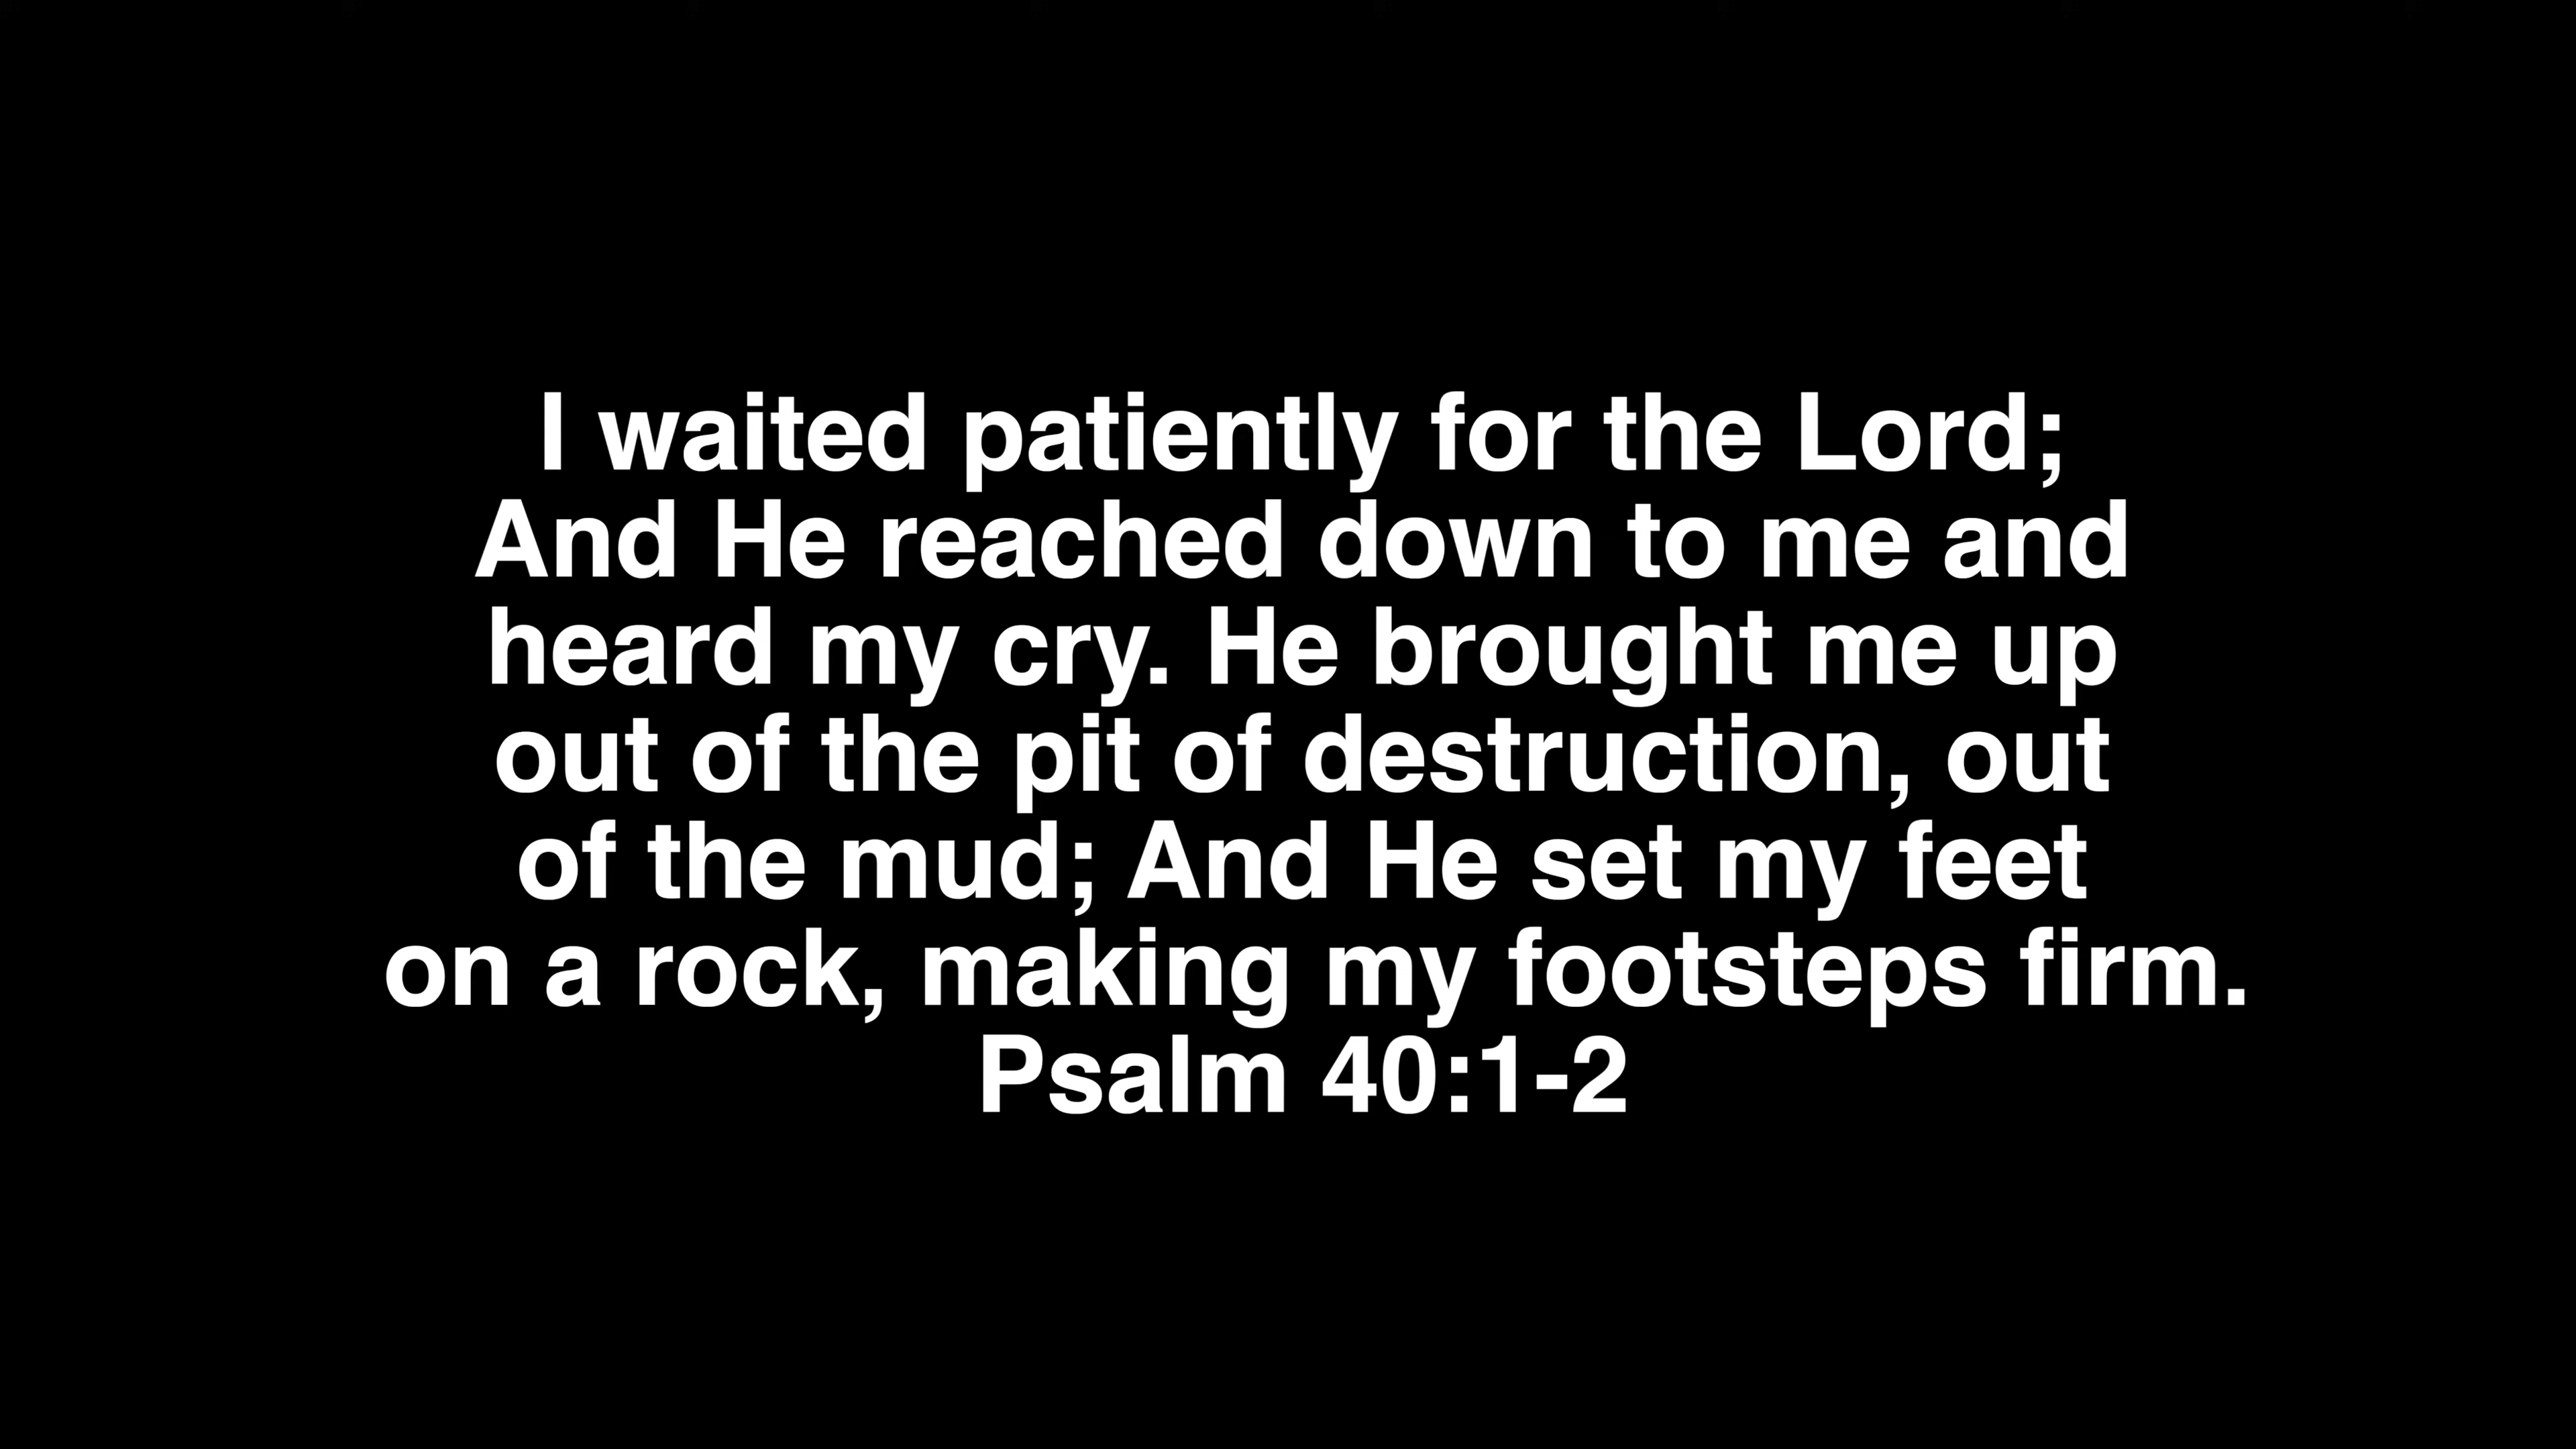 I waited patiently for the Lord;
And He reached down to me and
heard my cry. He brought me up
out of the pit of destruction, out
of the mud; And He set my feet
on a rock, making my footsteps firm.
Psalm 40:1-2